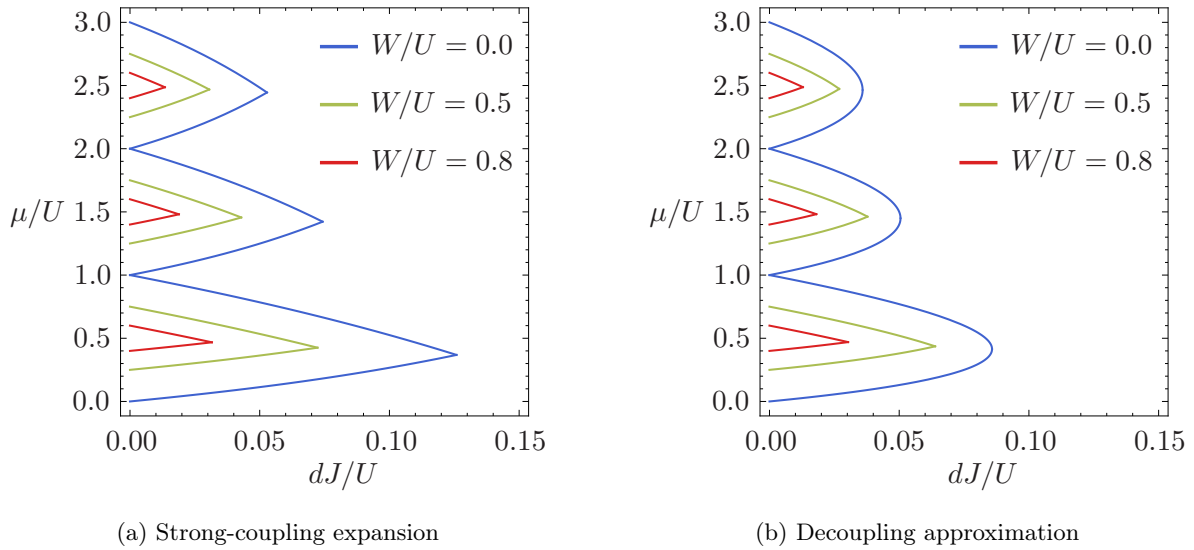 3.0
2.5
2.0
μ/U
1.5
1.0
0.5
0.0
0.00 0.05 0.10 0.15
dJ/U
W/U = 0.0
W/U = 0.5
W/U = 0.8
(a) Strong-coupling expansion
3.0
2.5
2.0
μ/U
1.5
1.0
0.5
0.0
0.00 0.05 0.10 0.15
dJ/U
W/U = 0.0
W/U = 0.5
W/U = 0.8
(b) Decoupling approximation